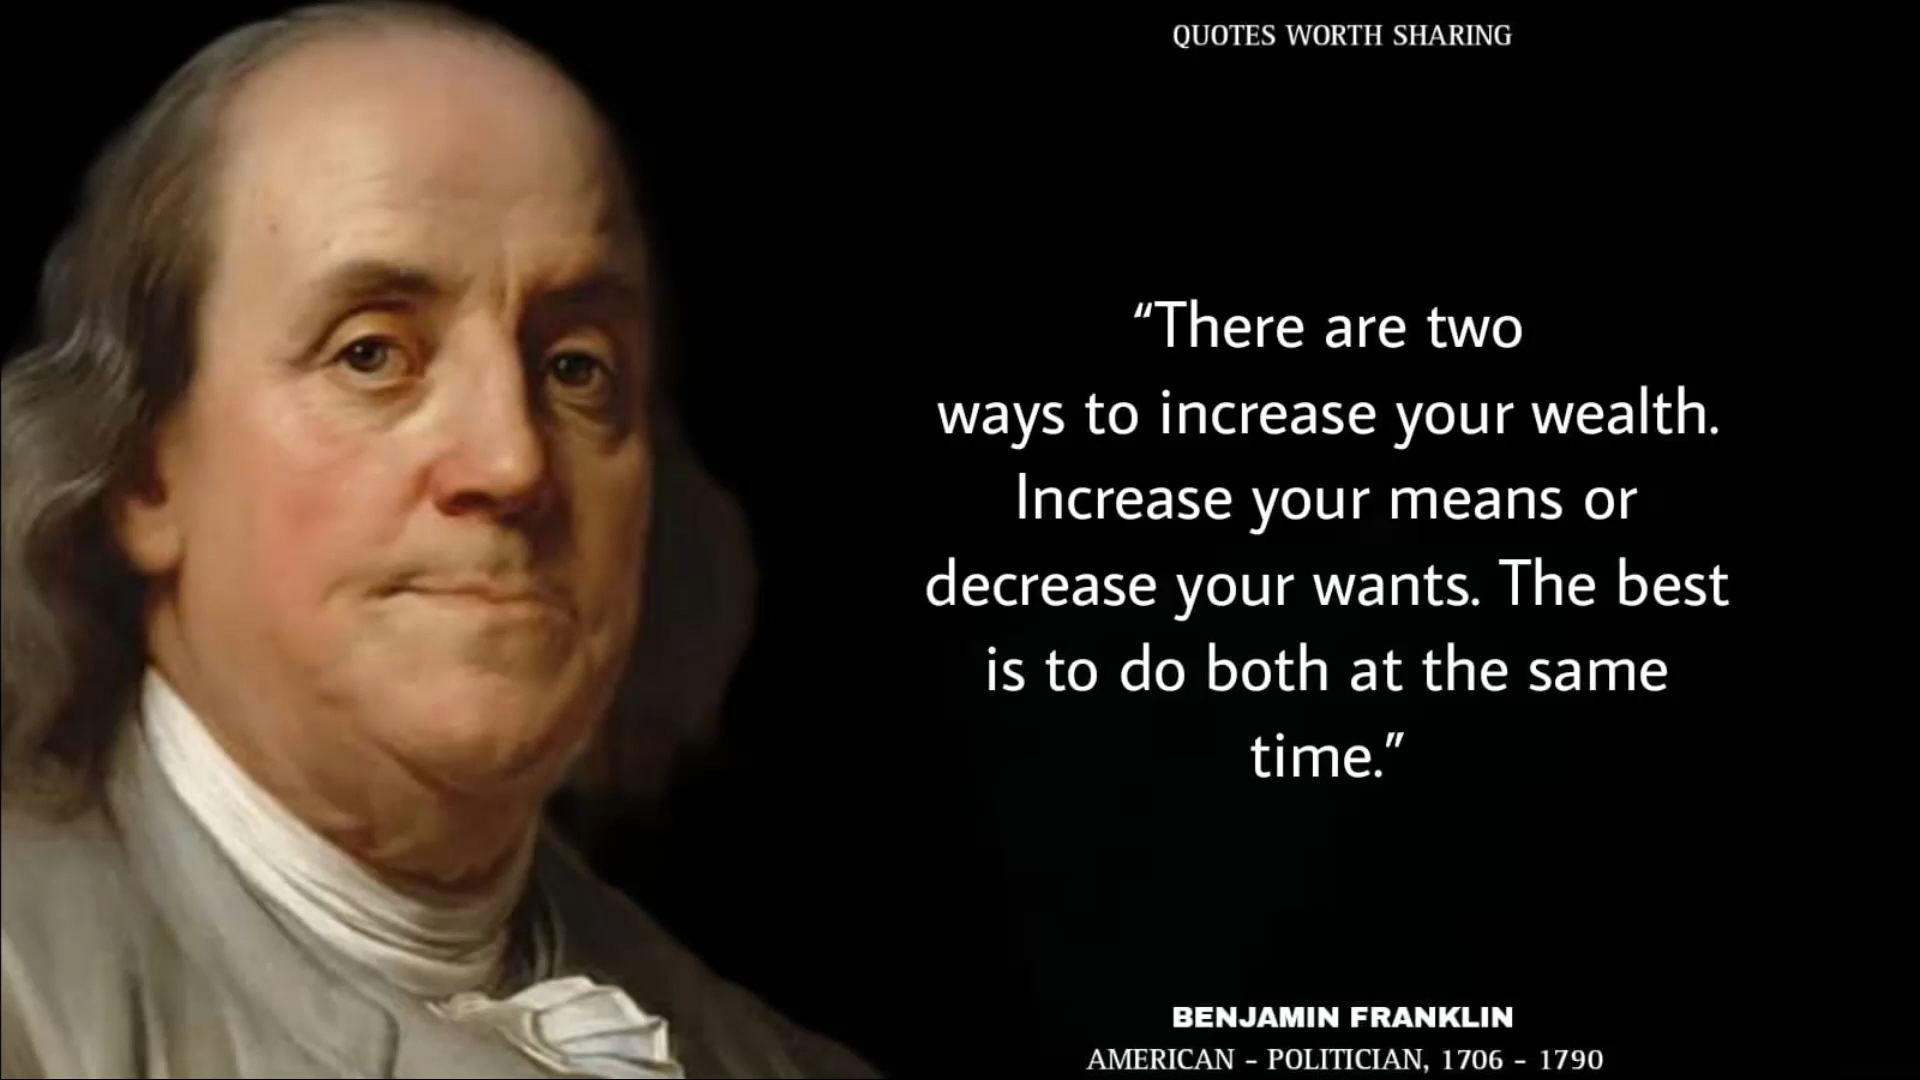 QUOTES WORTH SHARING
“There are two
ways to increase your wealth.
Increase your means or
decrease your wants. The best
is to do both at the same
time.”
BENJAMIN FRANKLIN
AMERICAN - POLITICIAN, 1706 - 1790